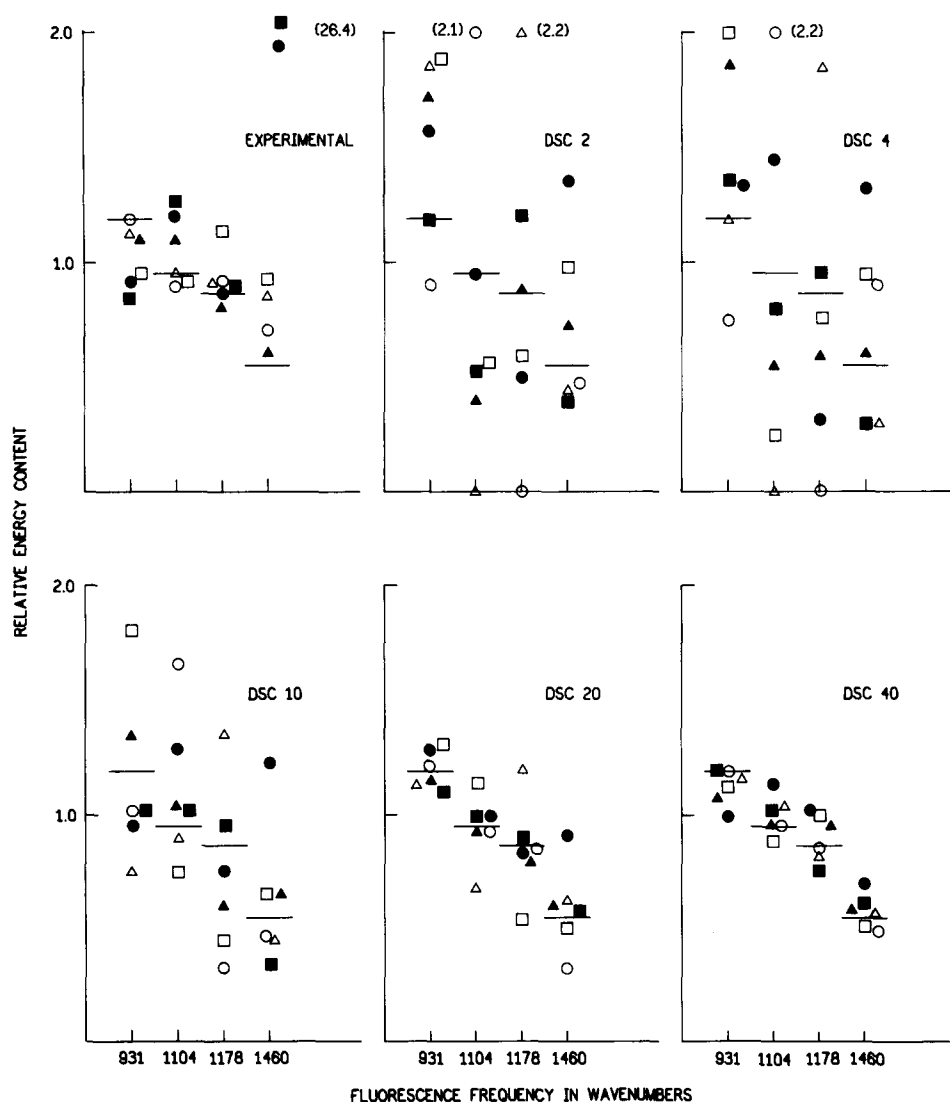 (26.4) (2.1) (2.2) (2.2)
2.0
EXPERIMENTAL DSC 2 DSC 4
1.0
RELATIVE ENERGY CONTENT
2.0
DSC 10 DSC 20 DSC 40
1.0
931 1104 1178 1460 931 1104 1178 1460 931 1104 1178 1460
FLUORESCENCE FREQUENCY IN WAVENUMBERS